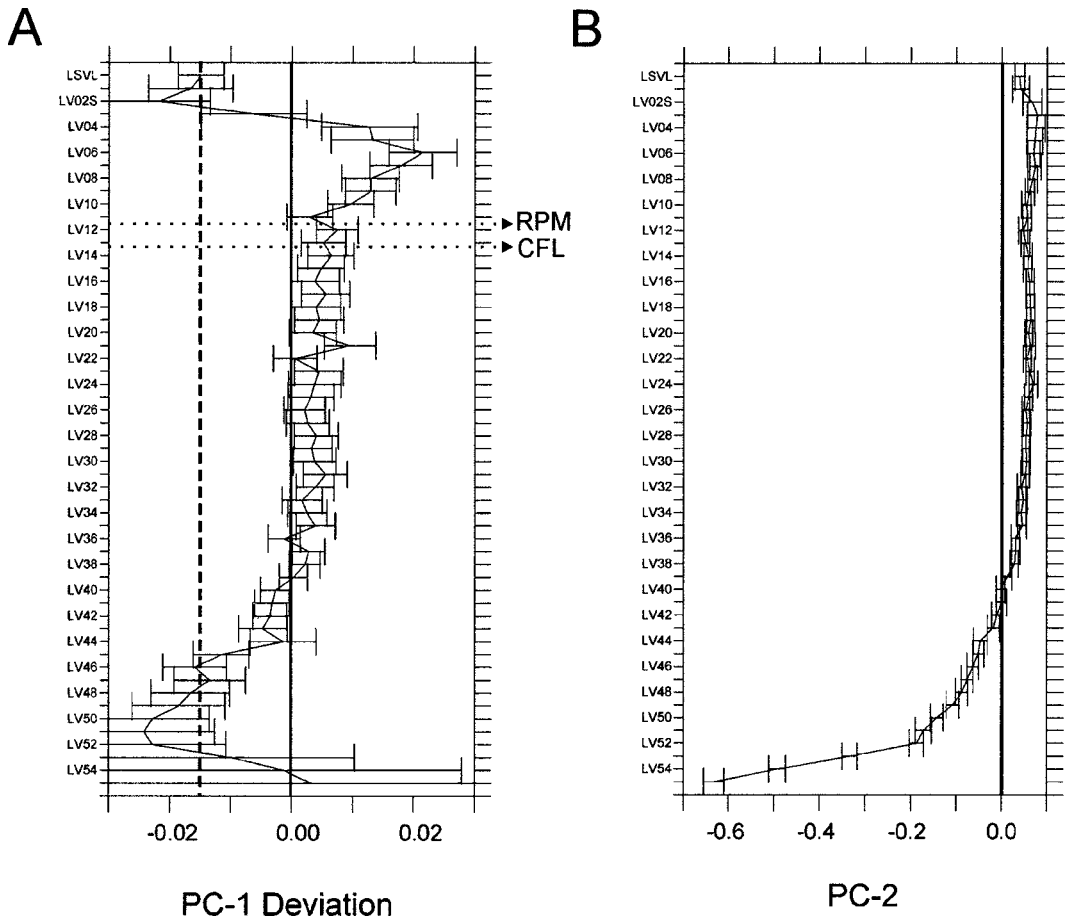 A
B
LSVL
LV02S
LV04
LV06
LV08
LV10
LV12
LV14
LV16
LV18
LV20
LV22
LV24
LV26
LV28
LV30
LV32
LV34
LV36
LV38
LV40
LV42
LV44
LV46
LV48
LV50
LV52
LV54
RPM
CFL
-0.02 0.00 0.02
PC-1 Deviation
LSVL
LV02S
LV04
LV06
LV08
LV10
LV12
LV14
LV16
LV18
LV20
LV22
LV24
LV26
LV28
LV30
LV32
LV34
LV36
LV38
LV40
LV42
LV44
LV46
LV48
LV50
LV52
LV54
-0.6 -0.4 -0.2 0.0
PC-2